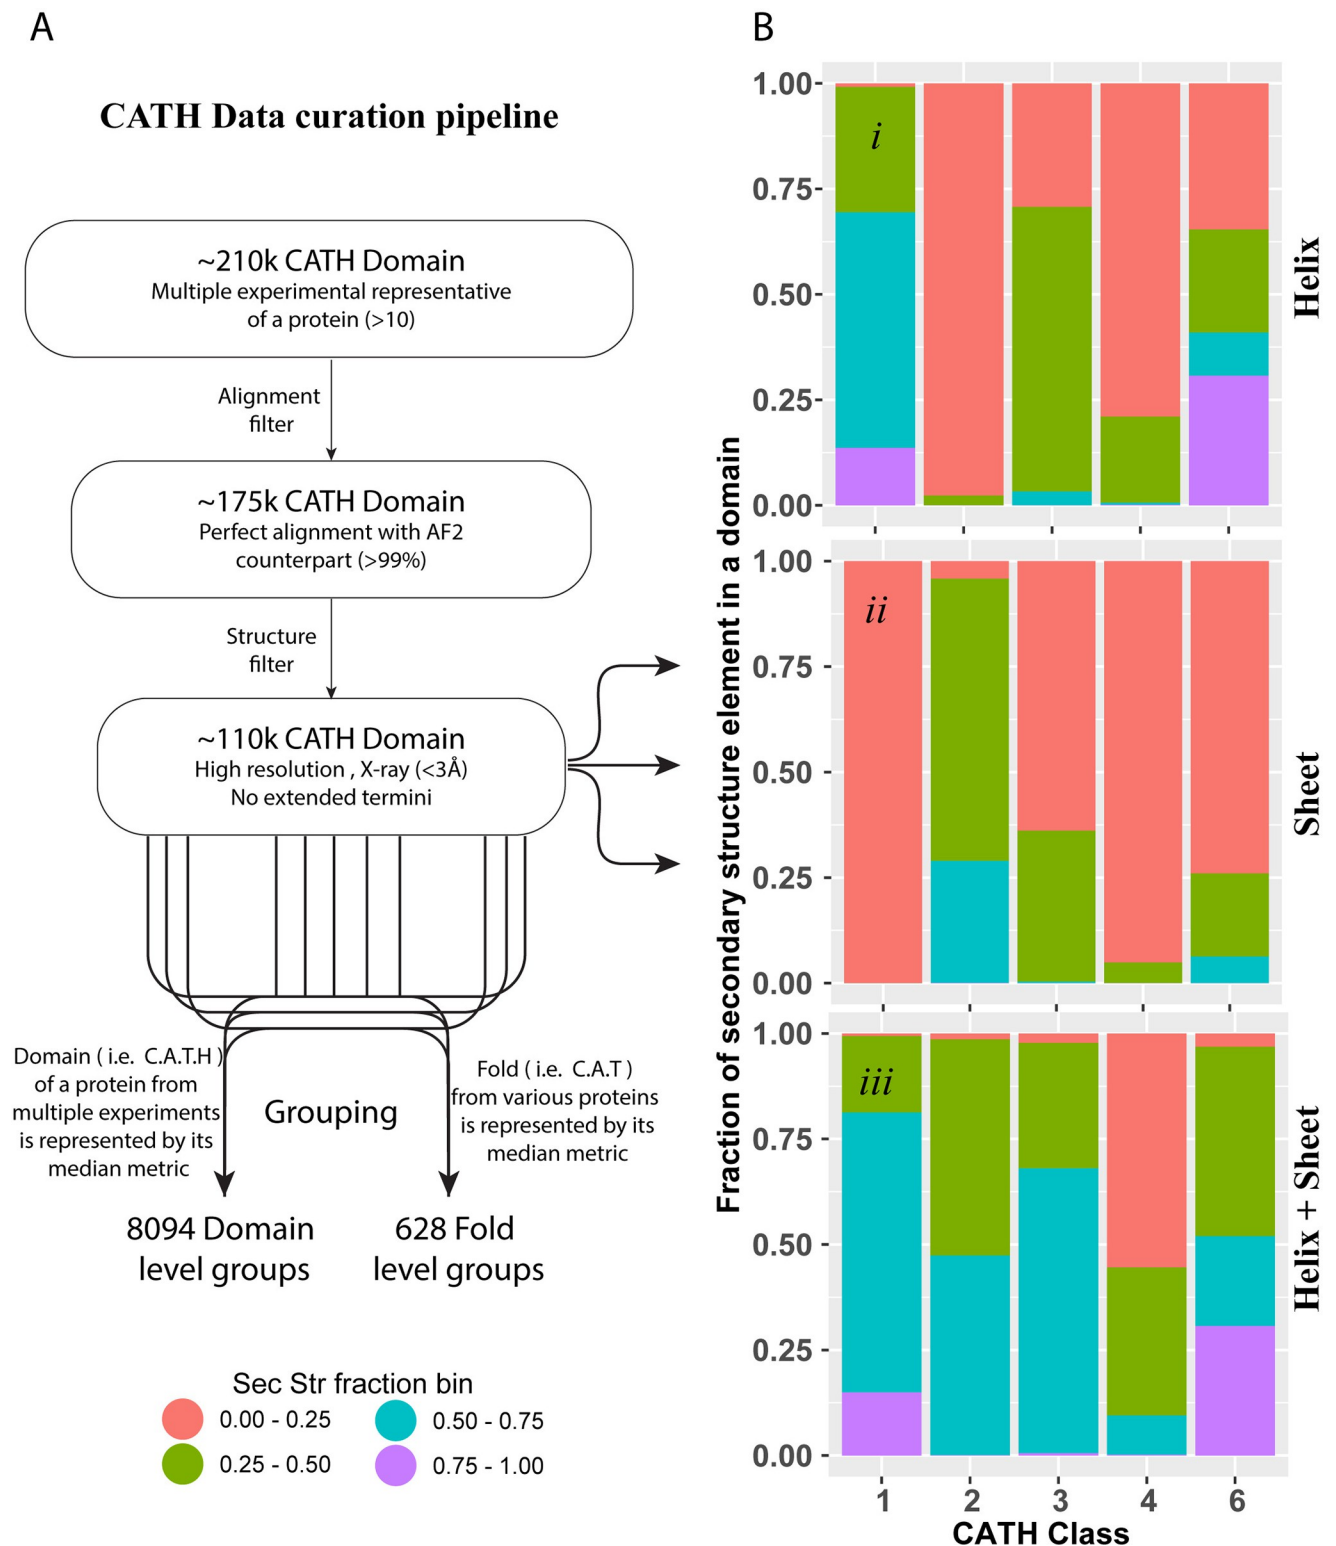 A
CATH Data curation pipeline
~210k CATH Domain
Multiple experimental representative
of a protein (>10)
Alignment
filter
~175k CATH Domain
Perfect alignment with AF2
counterpart (>99%)
Structure
filter
~110k CATH Domain
High resolution , X-ray (<3Å)
No extended termini
Domain ( i.e. C.A.T.H )
of a protein from
multiple experiments
is represented by its
median metric
Grouping
Fold ( i.e. C.A.T )
from various proteins
is represented by its
median metric
8094 Domain
level groups
628 Fold
level groups
Sec Str fraction bin
0.00 - 0.25
0.50 - 0.75
0.25 - 0.50
0.75 - 1.00
B
Fraction of secondary structure element in a domain
1.00
0.75
0.50
0.25
0.00
i
Helix
1.00
0.75
0.50
0.25
0.00
ii
Sheet
1.00
0.75
0.50
0.25
0.00
iii
Helix + Sheet
1 2 3 4 6
CATH Class